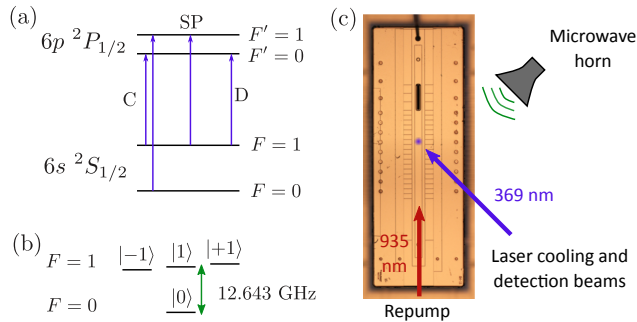 (a)
SP
6p ²P₁/₂
F′ = 1
F′ = 0
C
D
F = 1
6s ²S₁/₂
F = 0
(b)
F = 1
|−1⟩
|1⟩
|+1⟩
F = 0
|0⟩
12.643 GHz
(c)
Microwave
horn
369 nm
935
nm
Laser cooling and
detection beams
Repump